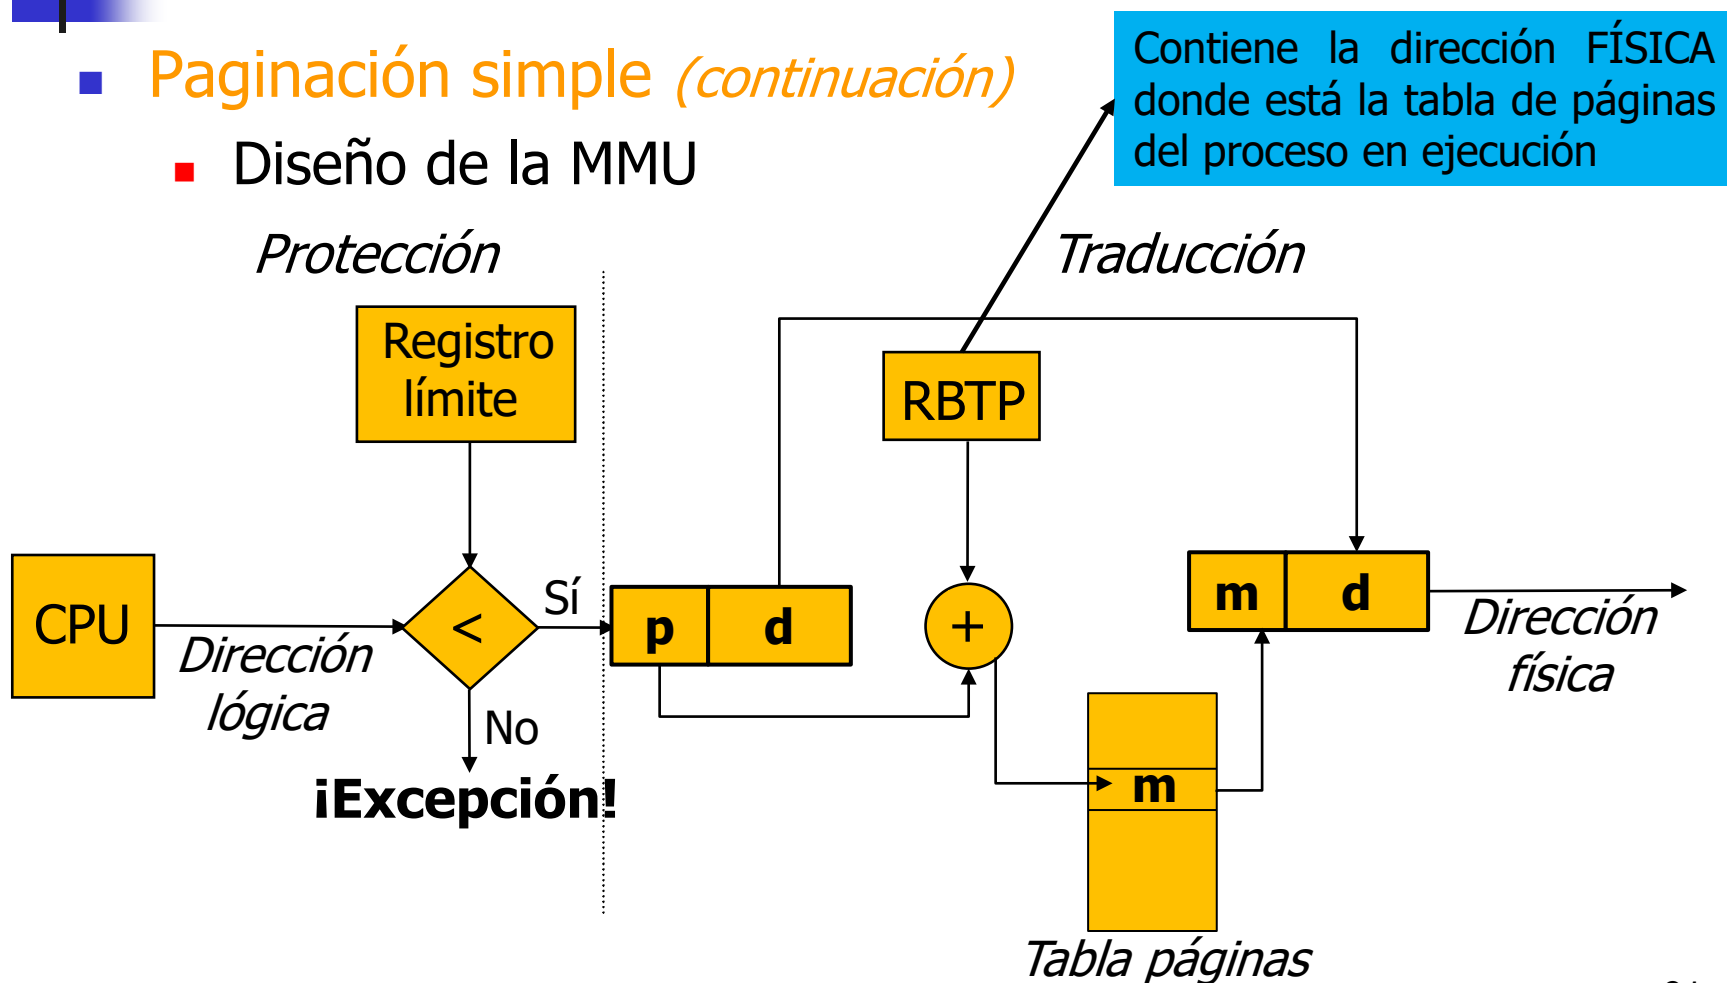 Paginación simple (continuación)
Diseño de la MMU
Contiene la dirección FÍSICA
donde está la tabla de páginas
del proceso en ejecución
Protección
Traducción
Registro
límite
RBTP
CPU
Dirección
lógica
<
Sí
No
¡Excepción!
p d
+
m d
Dirección
física
m
Tabla páginas